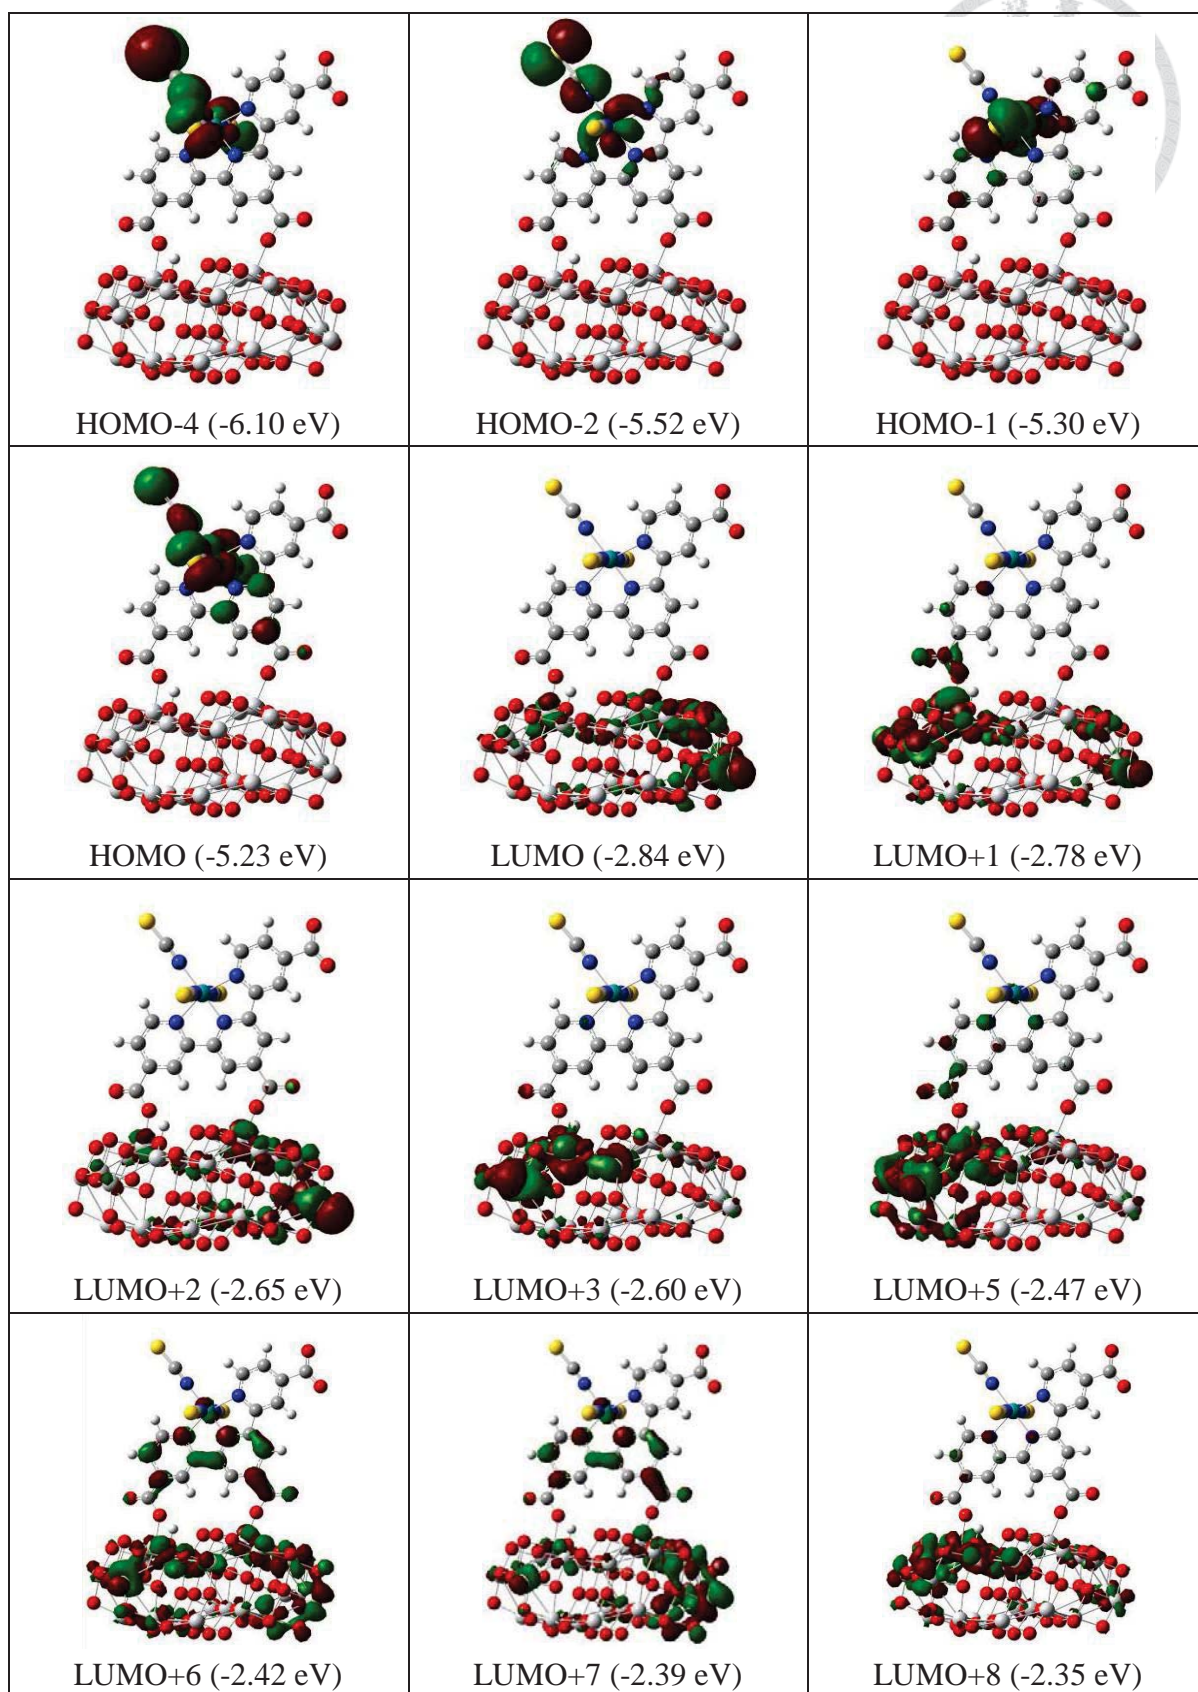 HOMO-4 (-6.10 eV)
HOMO-2 (-5.52 eV)
HOMO-1 (-5.30 eV)
HOMO (-5.23 eV)
LUMO (-2.84 eV)
LUMO+1 (-2.78 eV)
LUMO+2 (-2.65 eV)
LUMO+3 (-2.60 eV)
LUMO+5 (-2.47 eV)
LUMO+6 (-2.42 eV)
LUMO+7 (-2.39 eV)
LUMO+8 (-2.35 eV)